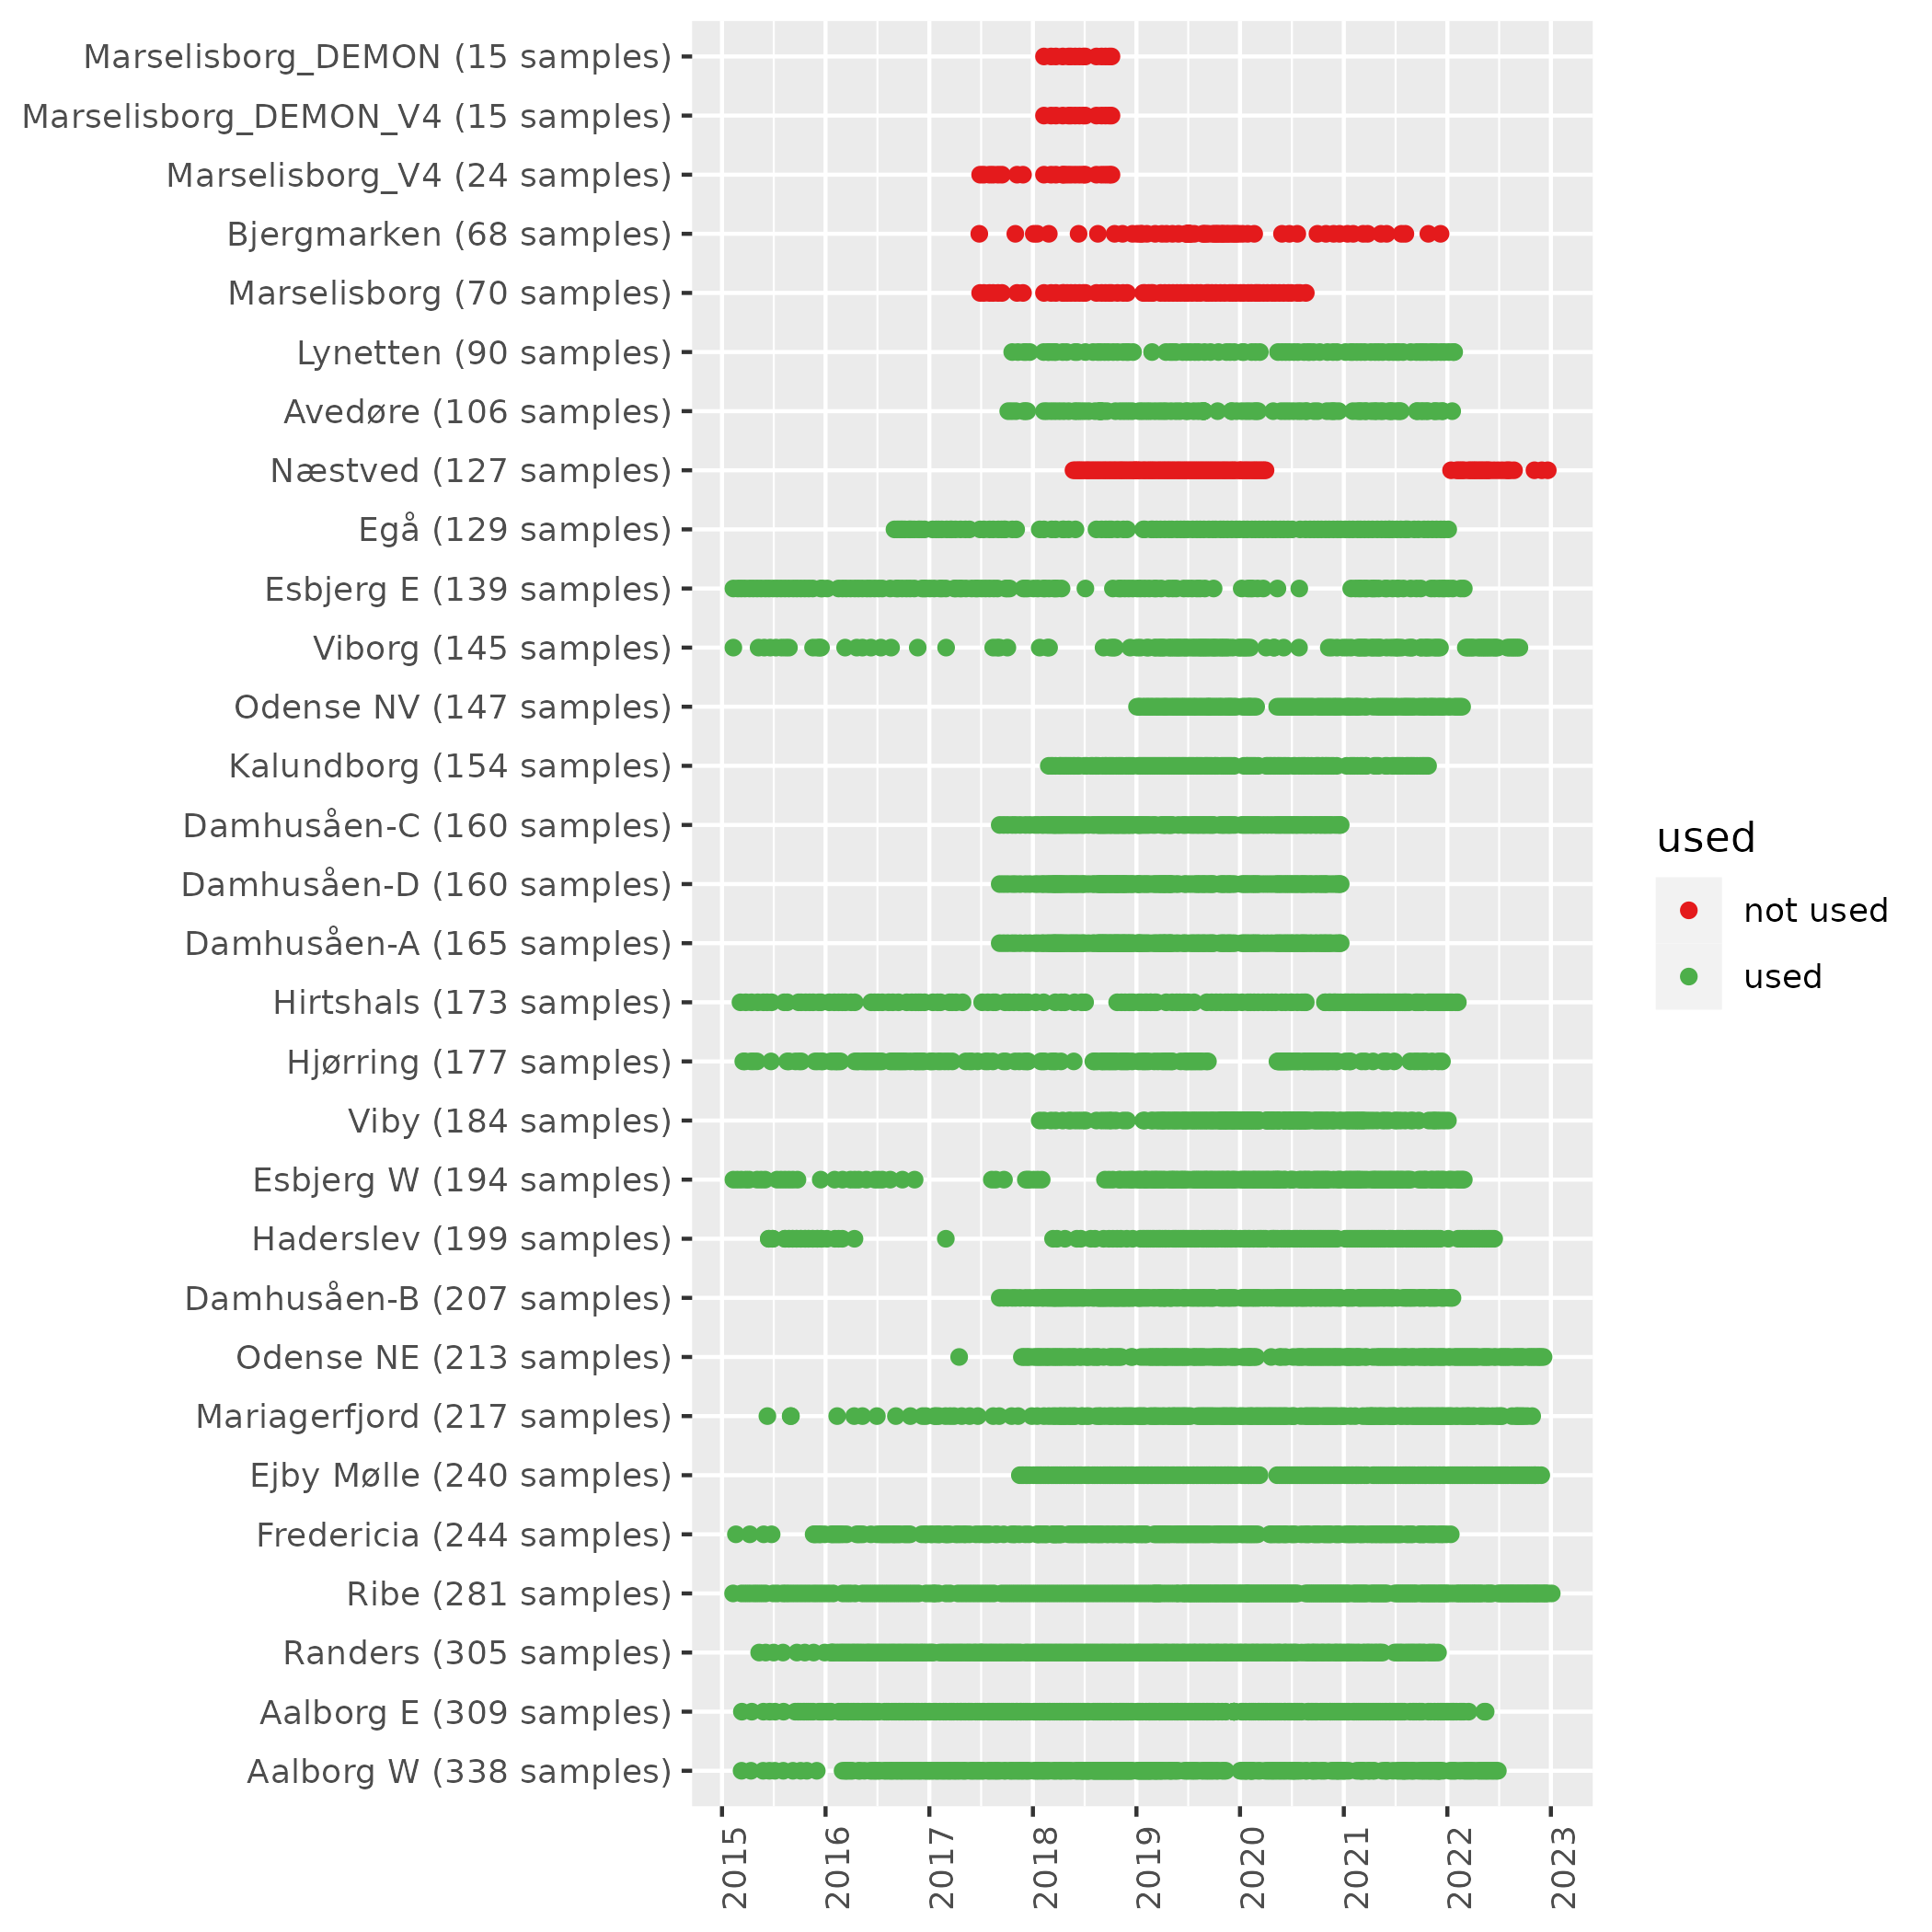 Marselisborg_DEMON (15 samples)
Marselisborg_DEMON_V4 (15 samples)
Marselisborg_V4 (24 samples)
Bjergmarken (68 samples)
Marselisborg (70 samples)
Lynetten (90 samples)
Avedøre (106 samples)
Næstved (127 samples)
Egå (129 samples)
Esbjerg E (139 samples)
Viborg (145 samples)
Odense NV (147 samples)
Kalundborg (154 samples)
Damhusåen-C (160 samples)
Damhusåen-D (160 samples)
Damhusåen-A (165 samples)
Hirtshals (173 samples)
Hjørring (177 samples)
Viby (184 samples)
Esbjerg W (194 samples)
Haderslev (199 samples)
Damhusåen-B (207 samples)
Odense NE (213 samples)
Mariagerfjord (217 samples)
Ejby Mølle (240 samples)
Fredericia (244 samples)
Ribe (281 samples)
Randers (305 samples)
Aalborg E (309 samples)
Aalborg W (338 samples)
2015
2016
2017
2018
2019
2020
2021
2022
2023
used
not used
used